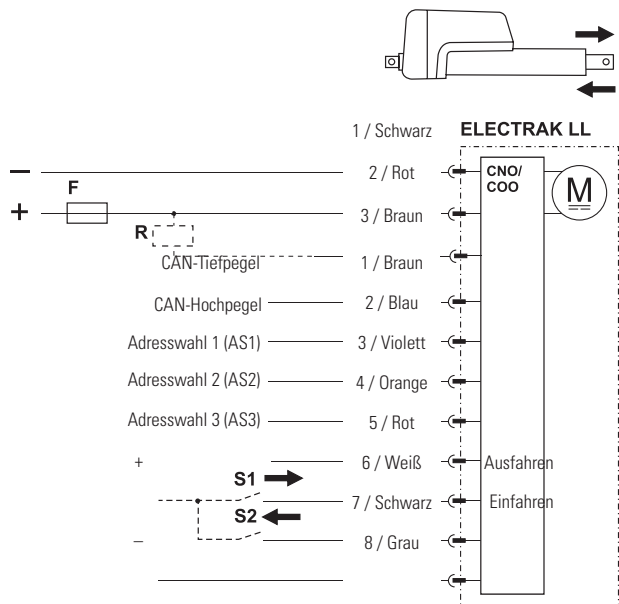 1 / Schwarz ELECTRAK LL
– 2 / Rot CNO/
COO M
F
+ 3 / Braun
R
CAN-Tiefpegel 1 / Braun
CAN-Hochpegel 2 / Blau
Adresswahl 1 (AS1) 3 / Violett
Adresswahl 2 (AS2) 4 / Orange
Adresswahl 3 (AS3) 5 / Rot
+ 6 / Weiß Ausfahren
S1
7 / Schwarz Einfahren
S2
– 8 / Grau